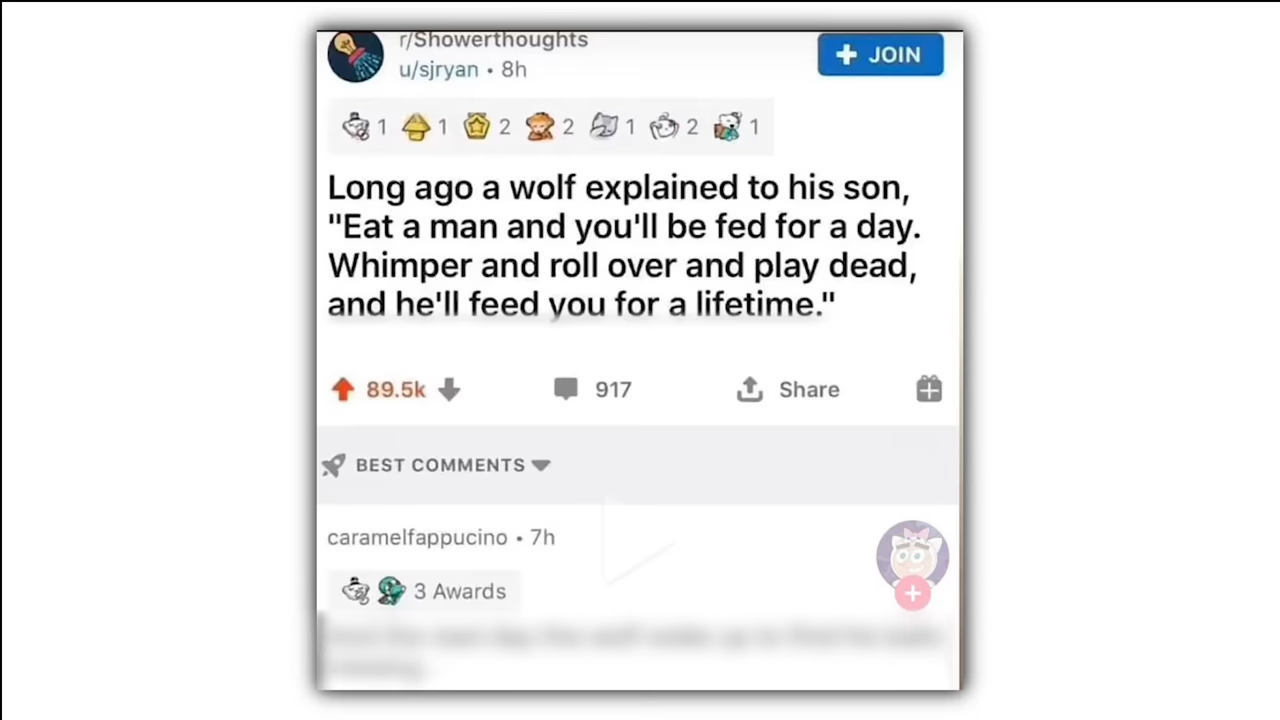 r/Showerthoughts
u/sjryan • 8h
+ JOIN
1 1 2 2 1 2 1
Long ago a wolf explained to his son,
"Eat a man and you'll be fed for a day.
Whimper and roll over and play dead,
and he'll feed you for a lifetime."
89.5k 917 Share
BEST COMMENTS
caramelfappucino • 7h
3 Awards